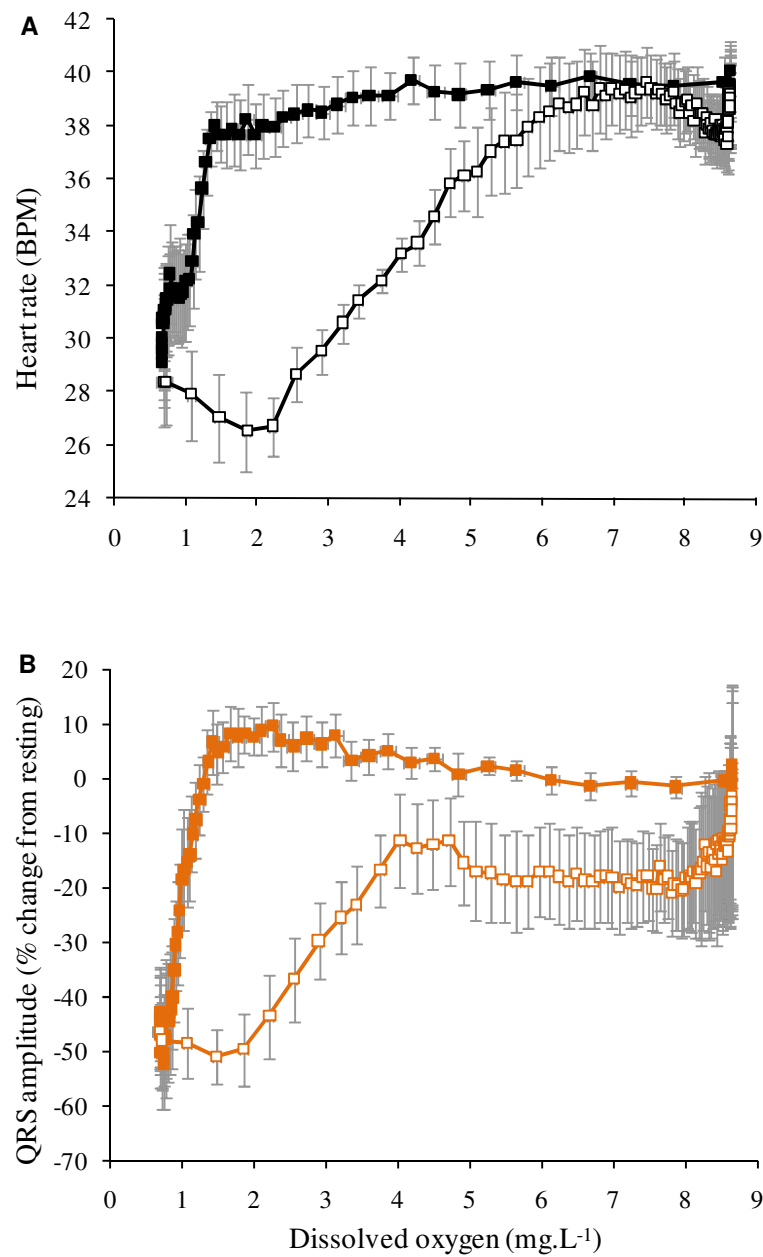 A
42
40
38
36
34
32
30
28
26
24
Heart rate (BPM)
0 1 2 3 4 5 6 7 8 9
B
20
10
0
-10
-20
-30
-40
-50
-60
-70
QRS amplitude (% change from resting)
0 1 2 3 4 5 6 7 8 9
Dissolved oxygen (mg.L-1)